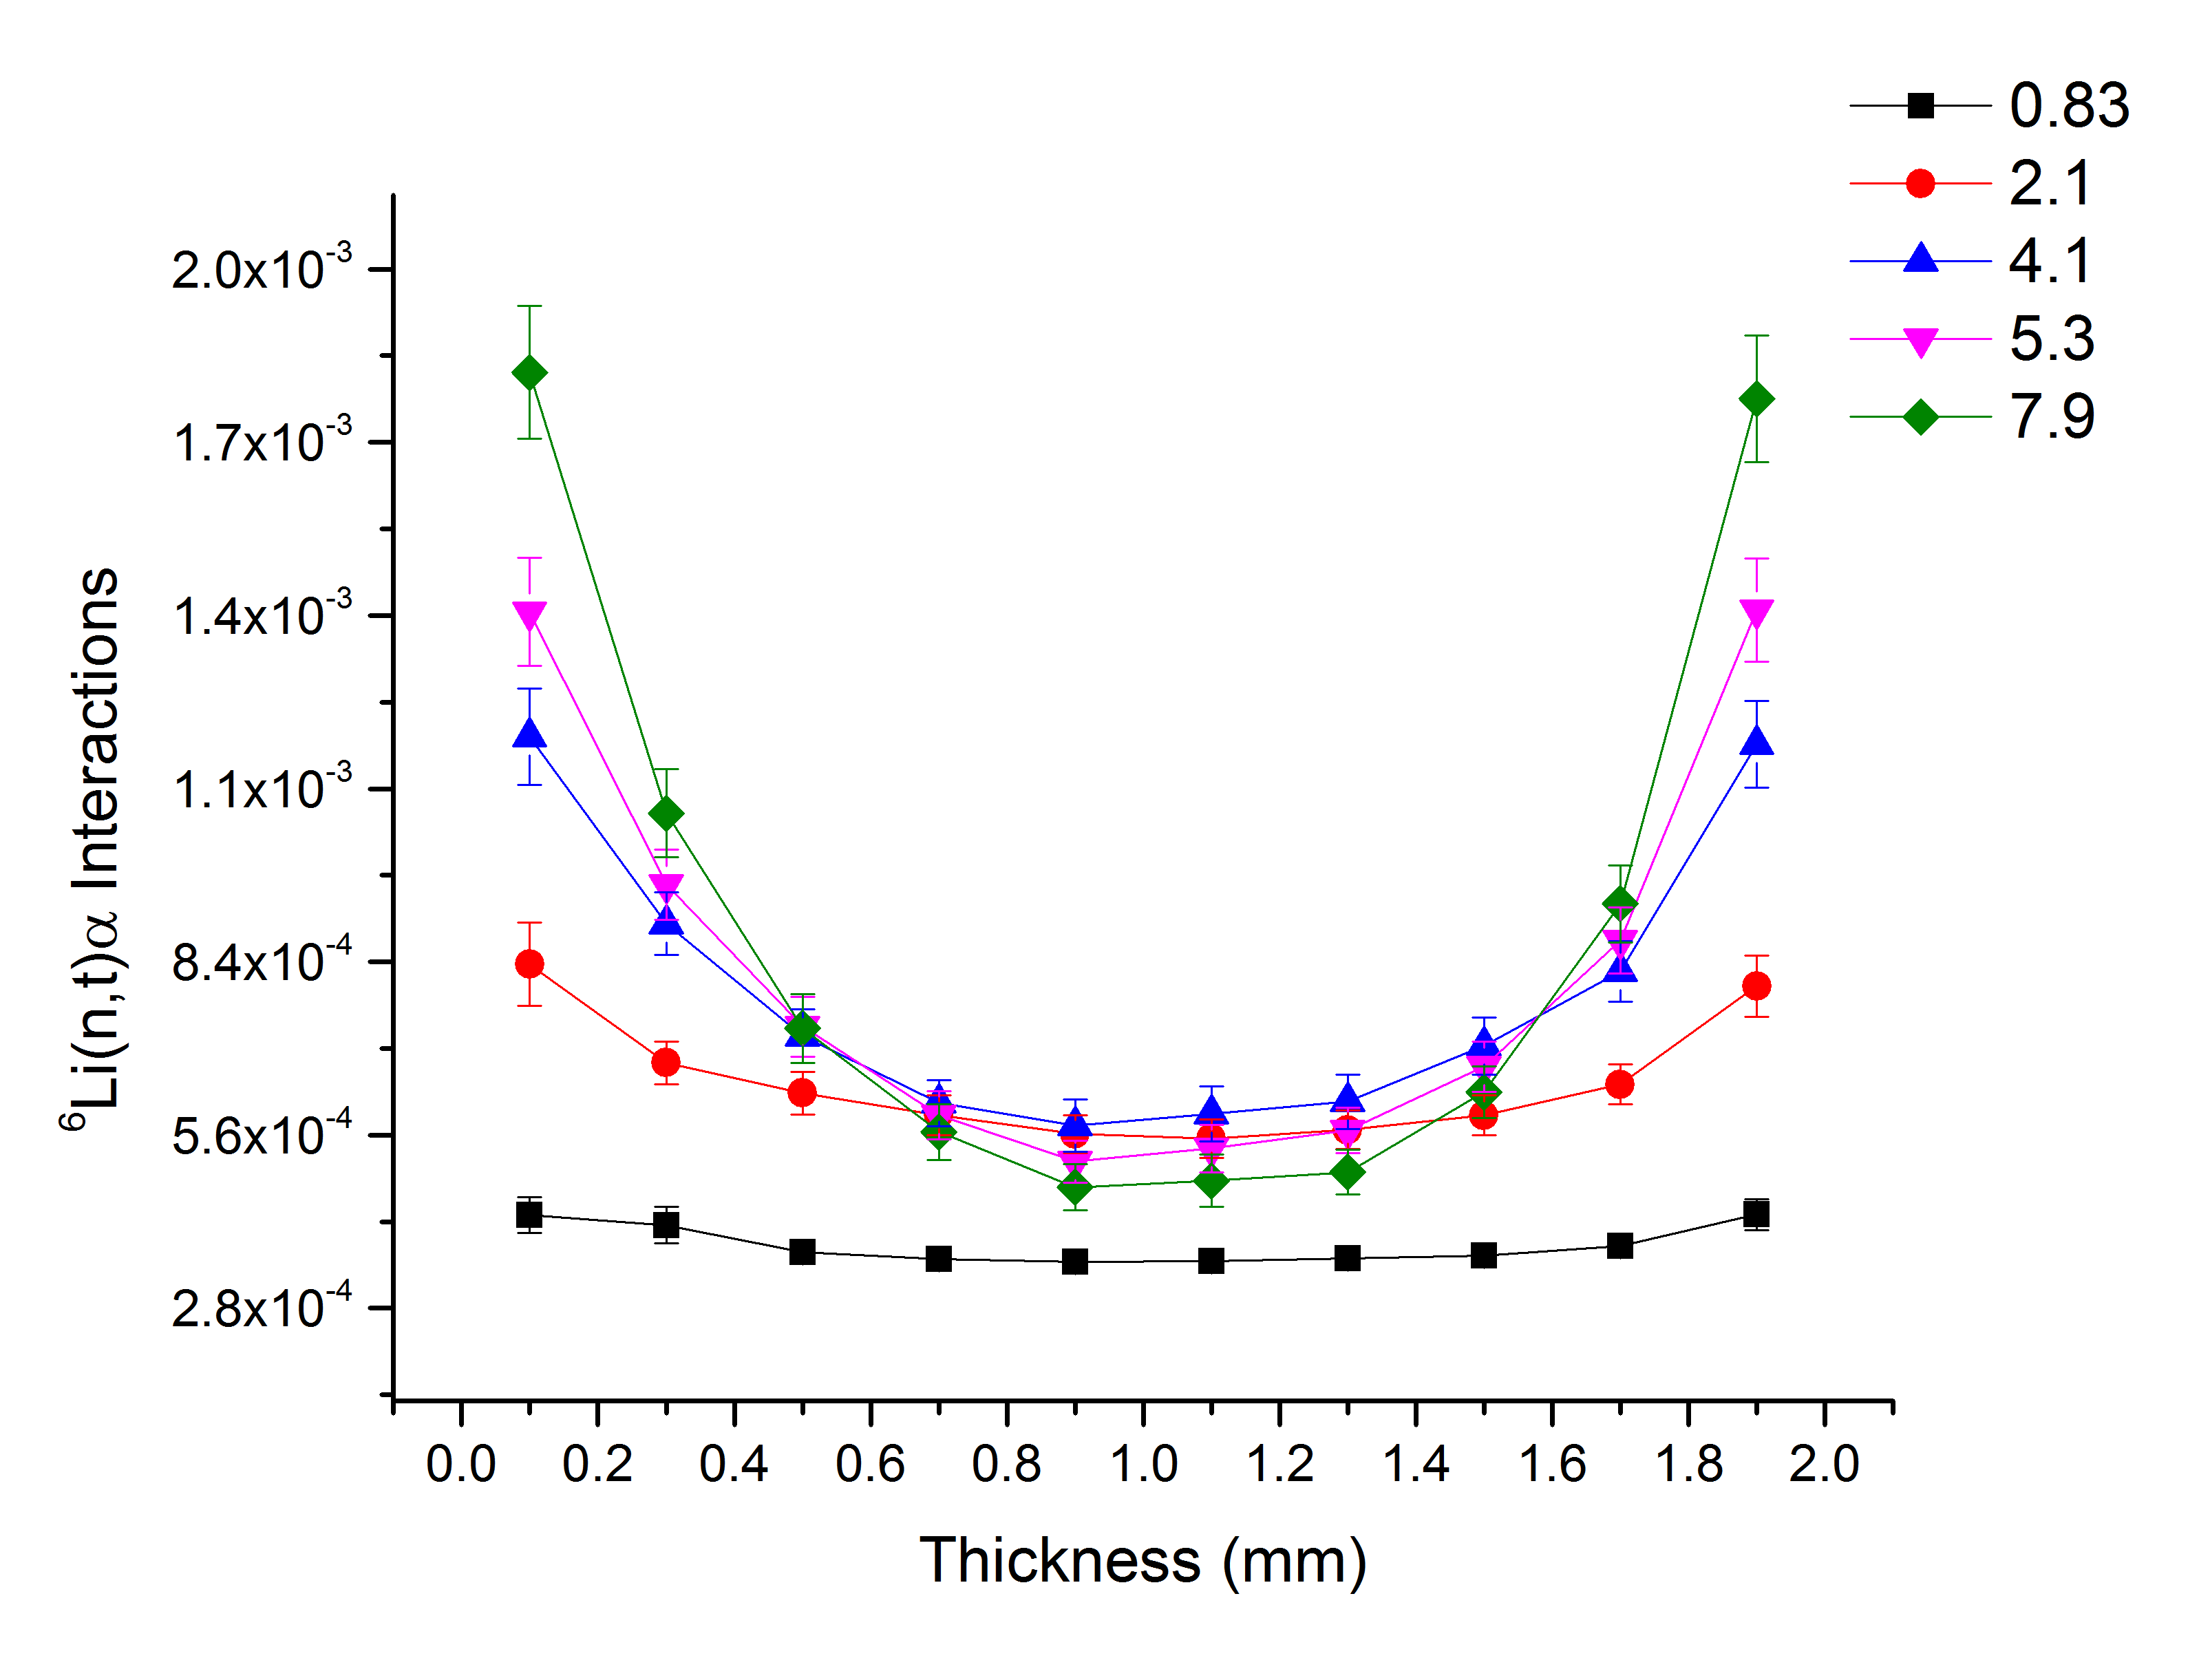 0.83
2.1
4.1
5.3
7.9
2.0x10⁻³
1.7x10⁻³
1.4x10⁻³
1.1x10⁻³
8.4x10⁻⁴
5.6x10⁻⁴
2.8x10⁻⁴
⁶Li(n,t)α Interactions
0.0 0.2 0.4 0.6 0.8 1.0 1.2 1.4 1.6 1.8 2.0
Thickness (mm)